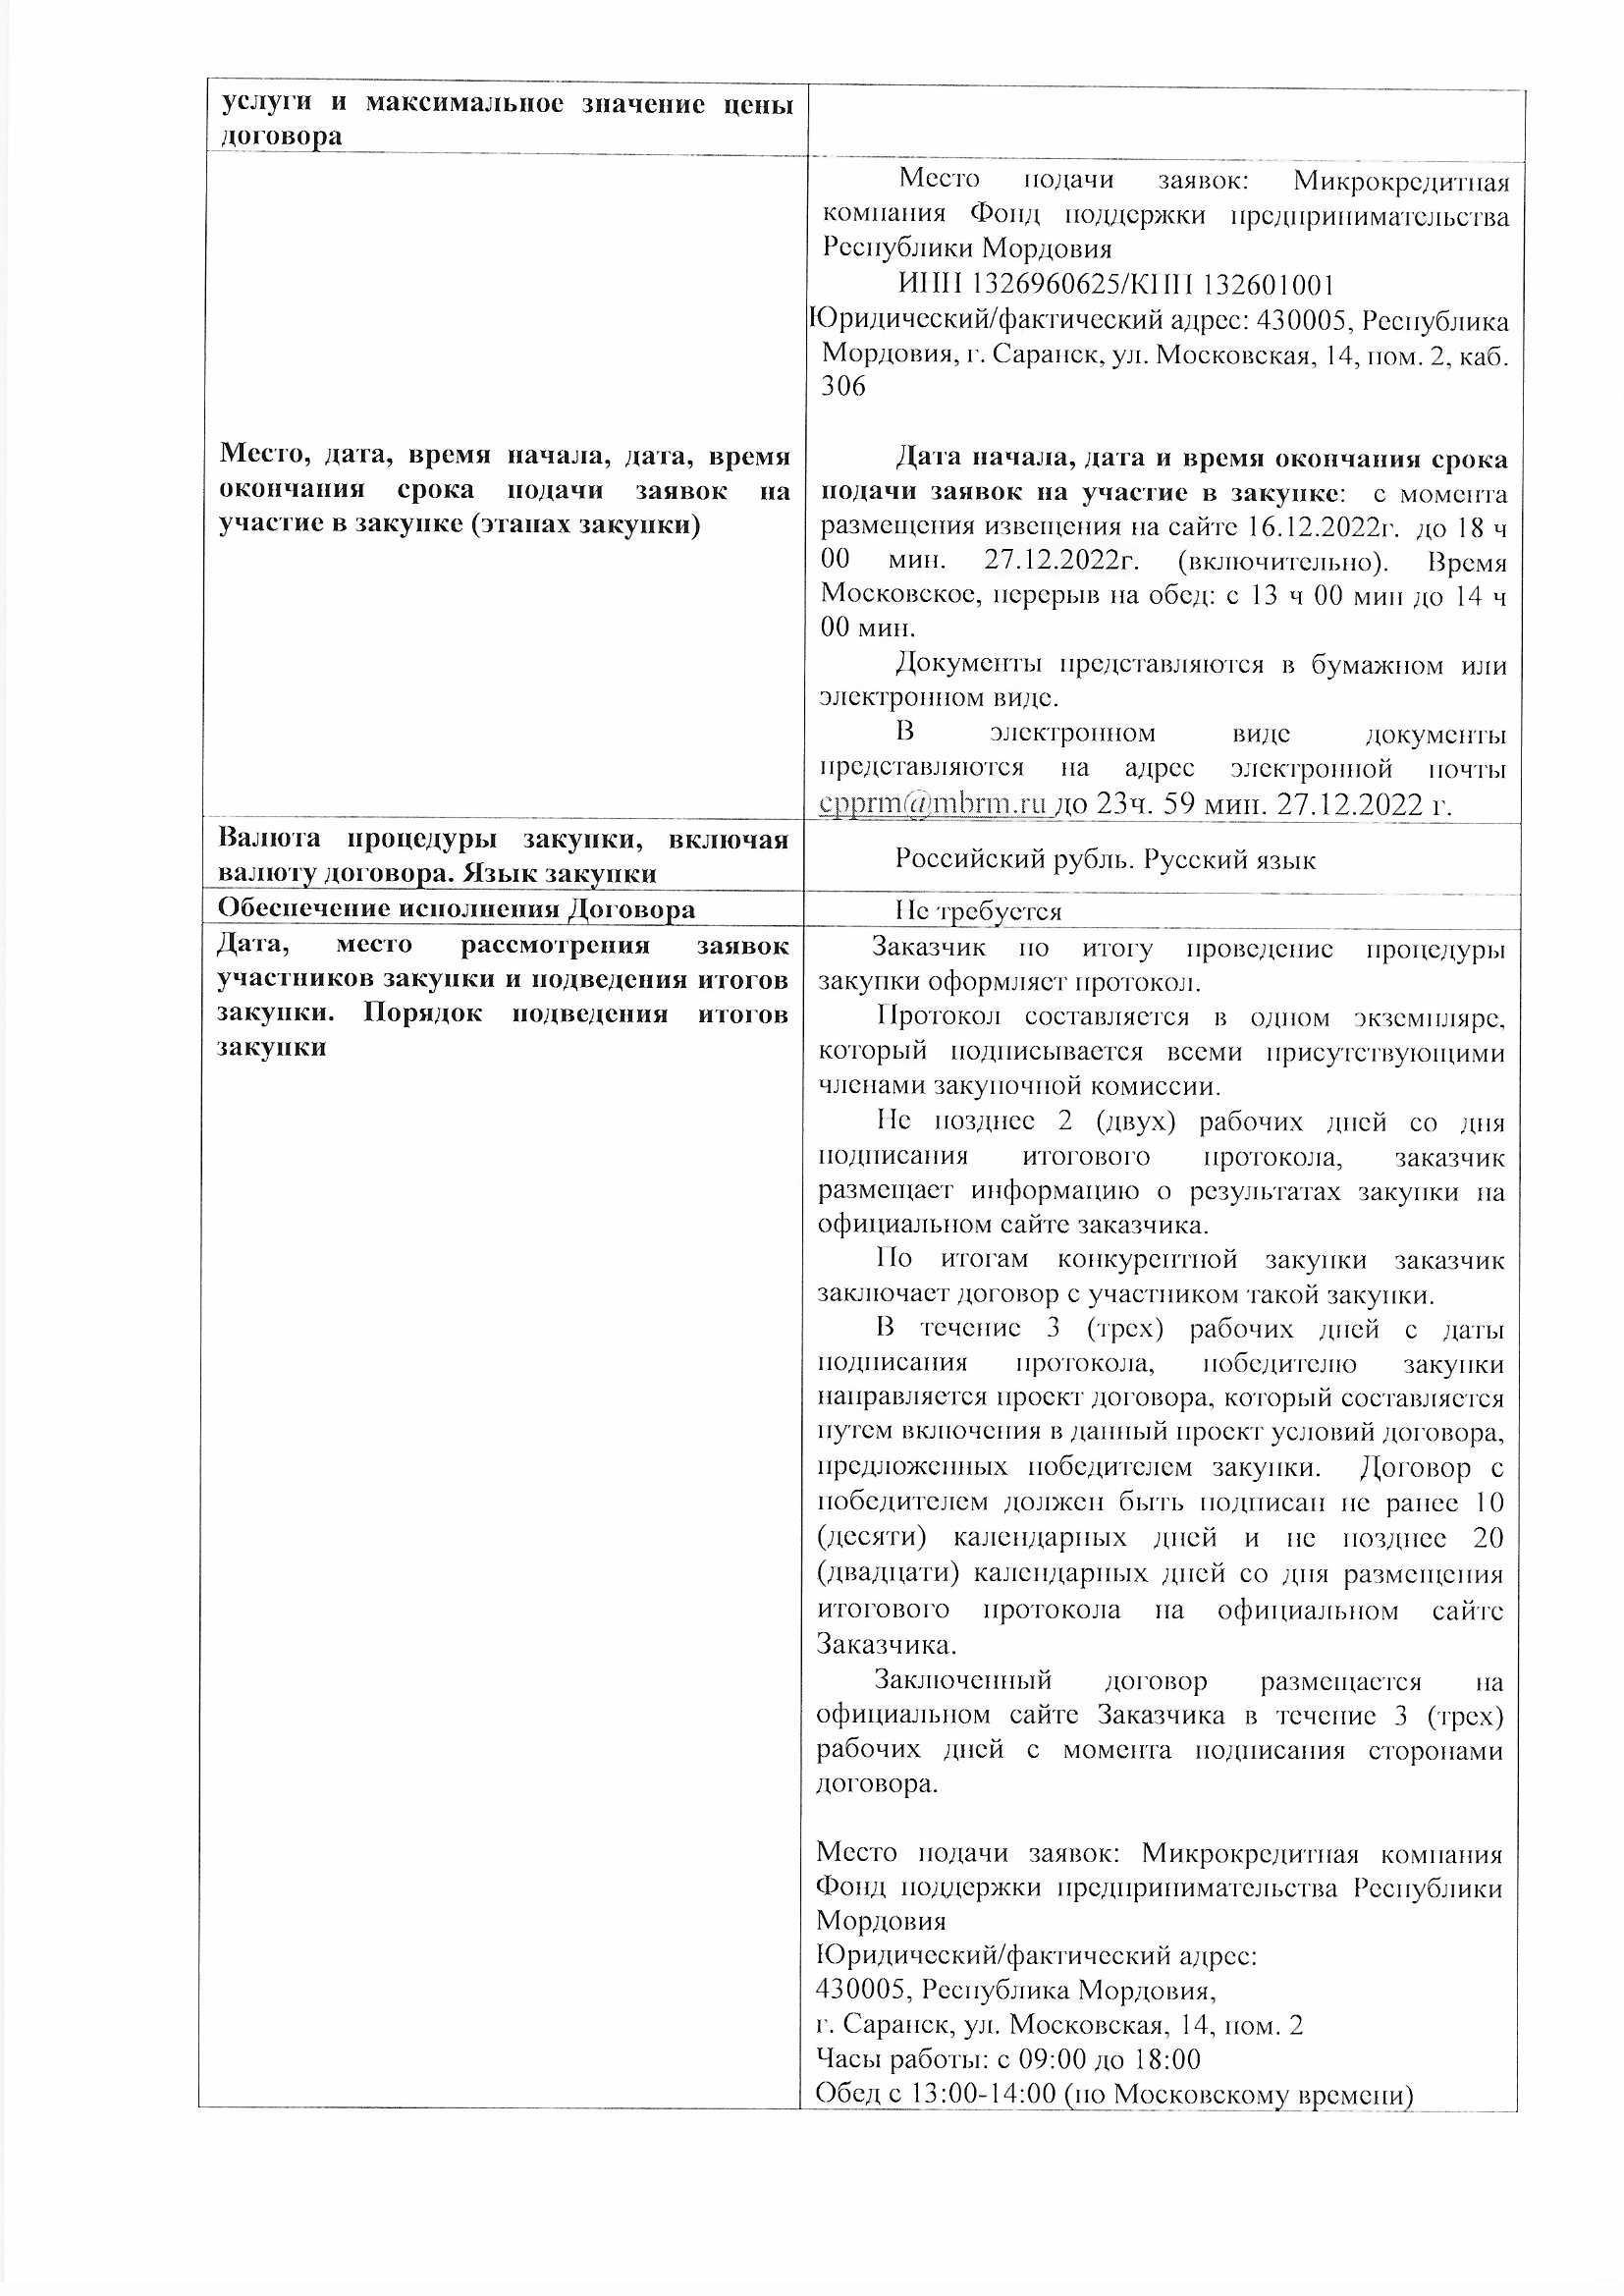 услуги и максимальное значение цены
договора
Место подачи заявок: Микрокредитная
компания Фонд поддержки предпринимательства
Республики Мордовия
ИНН 1326960625/КПП 132601001
Юридический/фактический адрес: 430005, Республика
Мордовия, г. Саранск, ул. Московская, 14, пом. 2, каб.
306
Место, дата, время начала, дата, время
окончания срока подачи заявок на
участие в закупке (этапах закупки)
Дата начала, дата и время окончания срока
подачи заявок на участие в закупке: с момента
размещения извещения на сайте 16.12.2022г. до 18 ч
00 мин. 27.12.2022г. (включительно). Время
Московское, перерыв на обед: с 13 ч 00 мин до 14 ч
00 мин.
Документы представляются в бумажном или
электронном виде.
В электронном виде документы
представляются на адрес электронной почты
cpprm@mbrm.ru до 23ч. 59 мин. 27.12.2022 г.
Валюта процедуры закупки, включая
валюту договора. Язык закупки
Российский рубль. Русский язык
Обеспечение исполнения Договора
Не требуется
Дата, место рассмотрения заявок
участников закупки и подведения итогов
закупки. Порядок подведения итогов
закупки
Заказчик по итогу проведение процедуры
закупки оформляет протокол.
Протокол составляется в одном экземпляре,
который подписывается всеми присутствующими
членами закупочной комиссии.
Не позднее 2 (двух) рабочих дней со дня
подписания итогового протокола, заказчик
размещает информацию о результатах закупки на
официальном сайте заказчика.
По итогам конкурентной закупки заказчик
заключает договор с участником такой закупки.
В течение 3 (трех) рабочих дней с даты
подписания протокола, победителю закупки
направляется проект договора, который составляется
путем включения в данный проект условий договора,
предложенных победителем закупки. Договор с
победителем должен быть подписан не ранее 10
(десяти) календарных дней и не позднее 20
(двадцати) календарных дней со дня размещения
итогового протокола на официальном сайте
Заказчика.
Заключенный договор размещается на
официальном сайте Заказчика в течение 3 (трех)
рабочих дней с момента подписания сторонами
договора.
Место подачи заявок: Микрокредитная компания
Фонд поддержки предпринимательства Республики
Мордовия
Юридический/фактический адрес:
430005, Республика Мордовия,
г. Саранск, ул. Московская, 14, пом. 2
Часы работы: с 09:00 до 18:00
Обед с 13:00-14:00 (по Московскому времени)